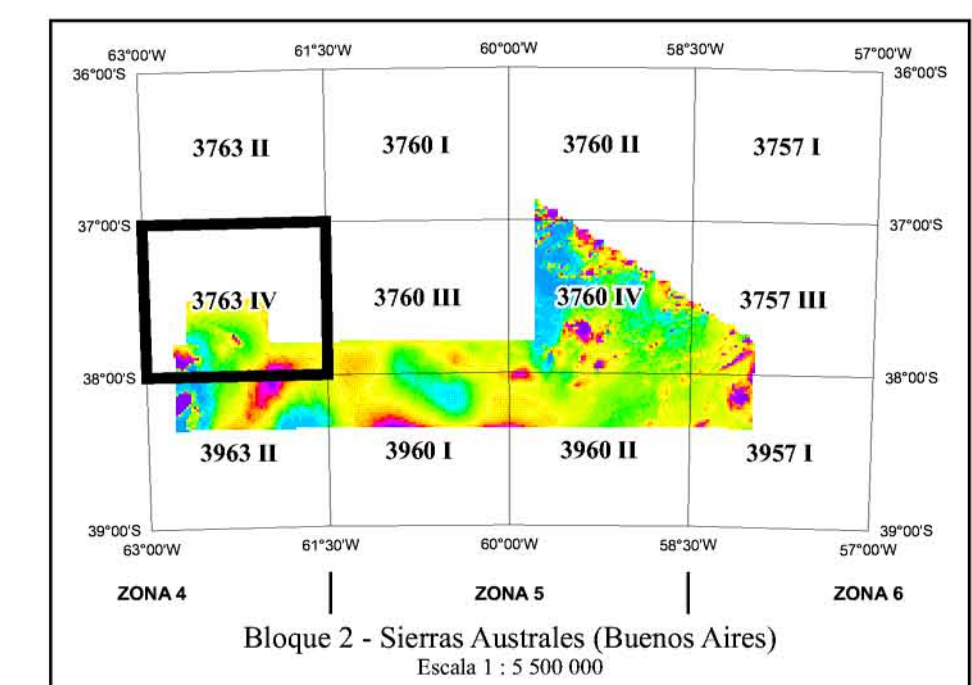 63°00'W 61°30'W 60°00'W 58°30'W 57°00'W
36°00'S 36°00'S
3763 II 3760 I 3760 II 3757 I
37°00'S 37°00'S
3763 IV 3760 III 3760 IV 3757 III
38°00'S 38°00'S
3963 II 3960 I 3960 II 3957 I
39°00'S 39°00'S
63°00'W 61°30'W 60°00'W 58°30'W 57°00'W
ZONA 4 ZONA 5 ZONA 6
Bloque 2 - Sierras Australes (Buenos Aires)
Escala 1 : 5 500 000